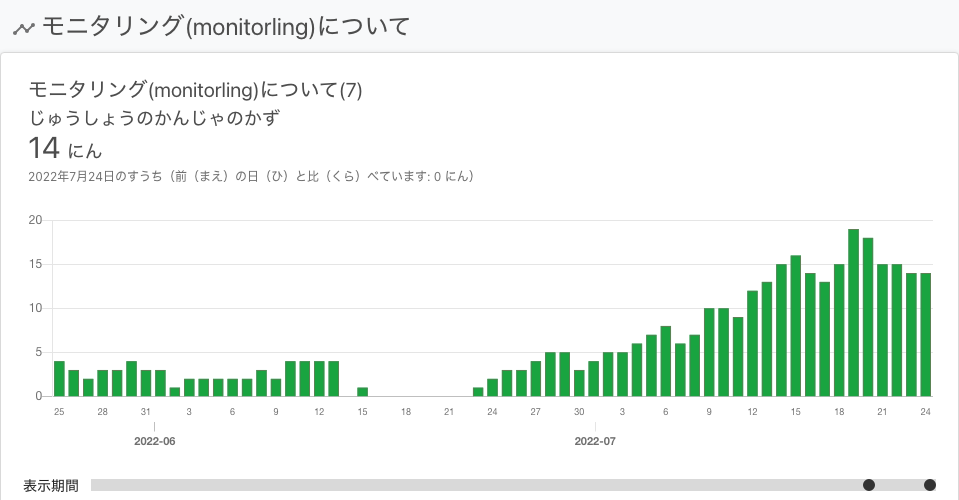 モニタリング(monitorling)について
モニタリング(monitorling)について(7)
じゅうしょうのかんじゃのかず
14 にん
2022年7月24日のすうち（前（まえ）の日（ひ）と比（くら）べています: 0 にん）
20
15
10
5
0
25 28 31 3 6 9 12 15 18 21 24 27 30 3 6 9 12 15 18 21 24
2022-06 2022-07
表示期間